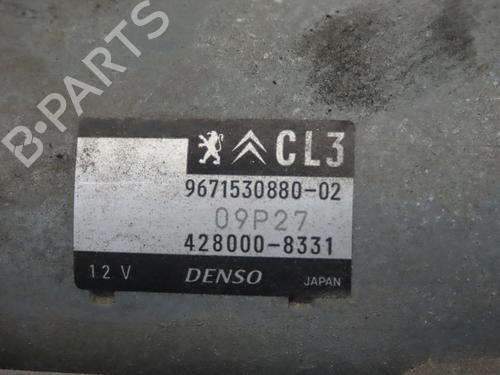 B-PARTS
CL3
9671530880-02
09P27
428000-8331
12 V DENSO JAPAN